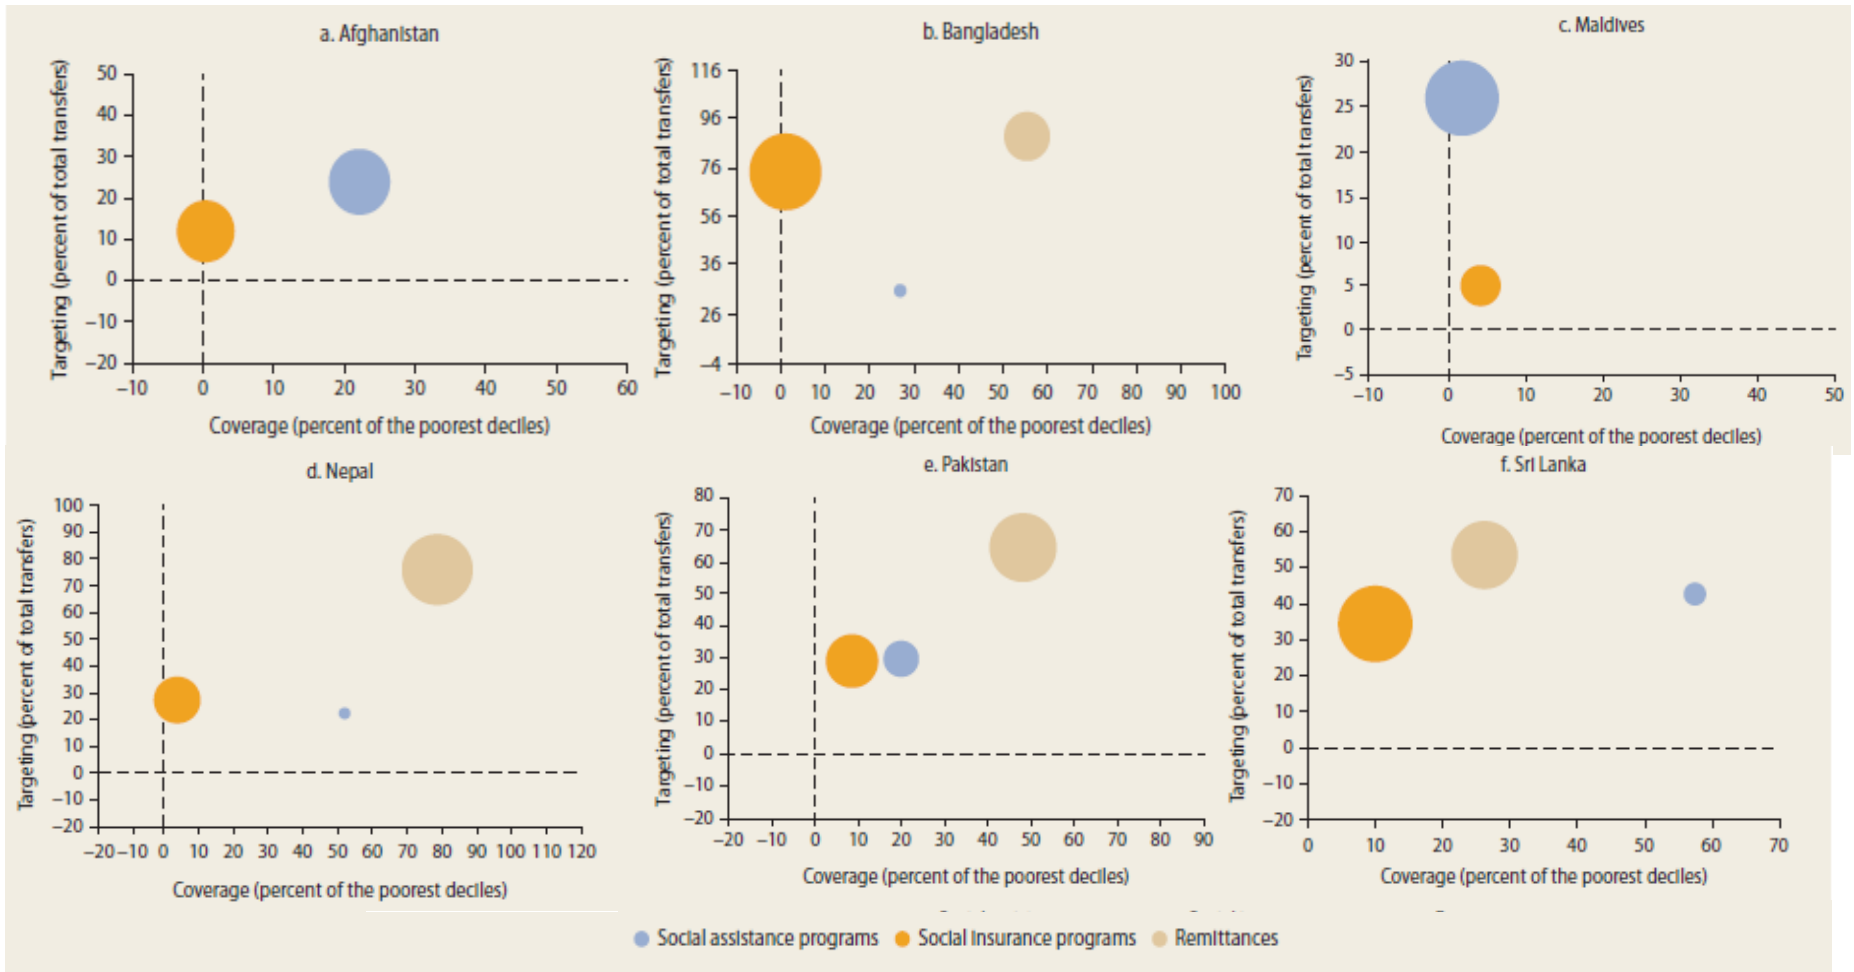 a. Afghanistan
Targeting (percent of total transfers)
50
40
30
20
10
0
−10
−20
−10 0 10 20 30 40 50 60
Coverage (percent of the poorest deciles)
b. Bangladesh
Targeting (percent of total transfers)
116
96
76
56
36
26
−4
−10 0 10 20 30 40 50 60 70 80 90 100
Coverage (percent of the poorest deciles)
c. Maldives
Targeting (percent of total transfers)
30
25
20
15
10
5
0
−5
−10 0 10 20 30 40 50
Coverage (percent of the poorest deciles)
d. Nepal
Targeting (percent of total transfers)
100
90
80
70
60
50
40
30
20
10
0
−10
−20
−20 −10 0 10 20 30 40 50 60 70 80 90 100 110 120
Coverage (percent of the poorest deciles)
e. Pakistan
Targeting (percent of total transfers)
80
70
60
50
40
30
20
10
0
−10
−20
−20 −10 0 10 20 30 40 50 60 70 80 90
Coverage (percent of the poorest deciles)
f. Sri Lanka
Targeting (percent of total transfers)
70
60
50
40
30
20
10
0
−10
−20
0 10 20 30 40 50 60 70
Coverage (percent of the poorest deciles)
Social assistance programs Social insurance programs Remittances